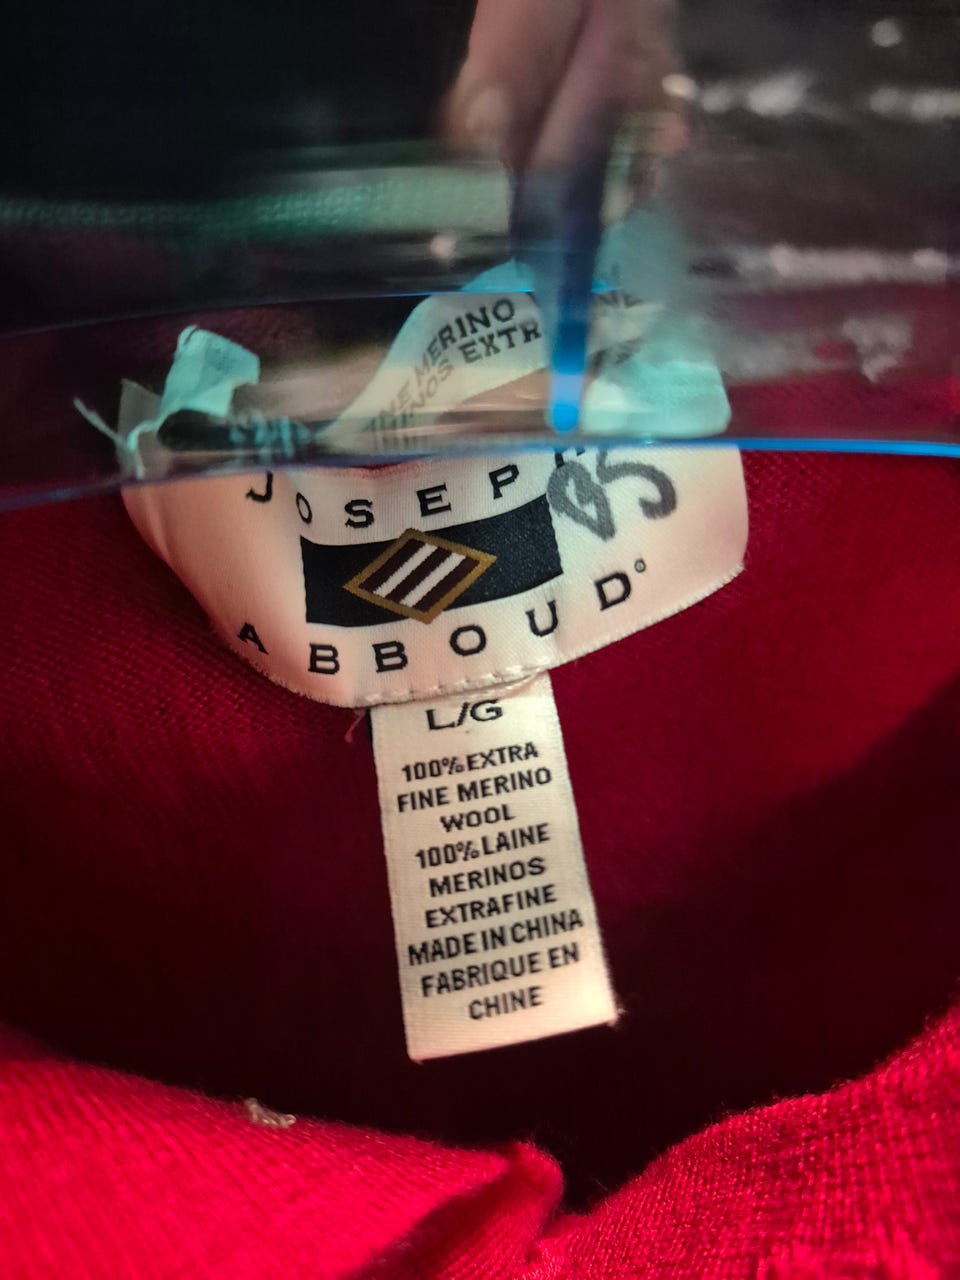 MERINO
EXTR
JOSEPH
05
ABBOUD
L/G
100% EXTRA
FINE MERINO
WOOL
100% LAINE
MERINOS
EXTRAFINE
MADE IN CHINA
FABRIQUE EN
CHINE